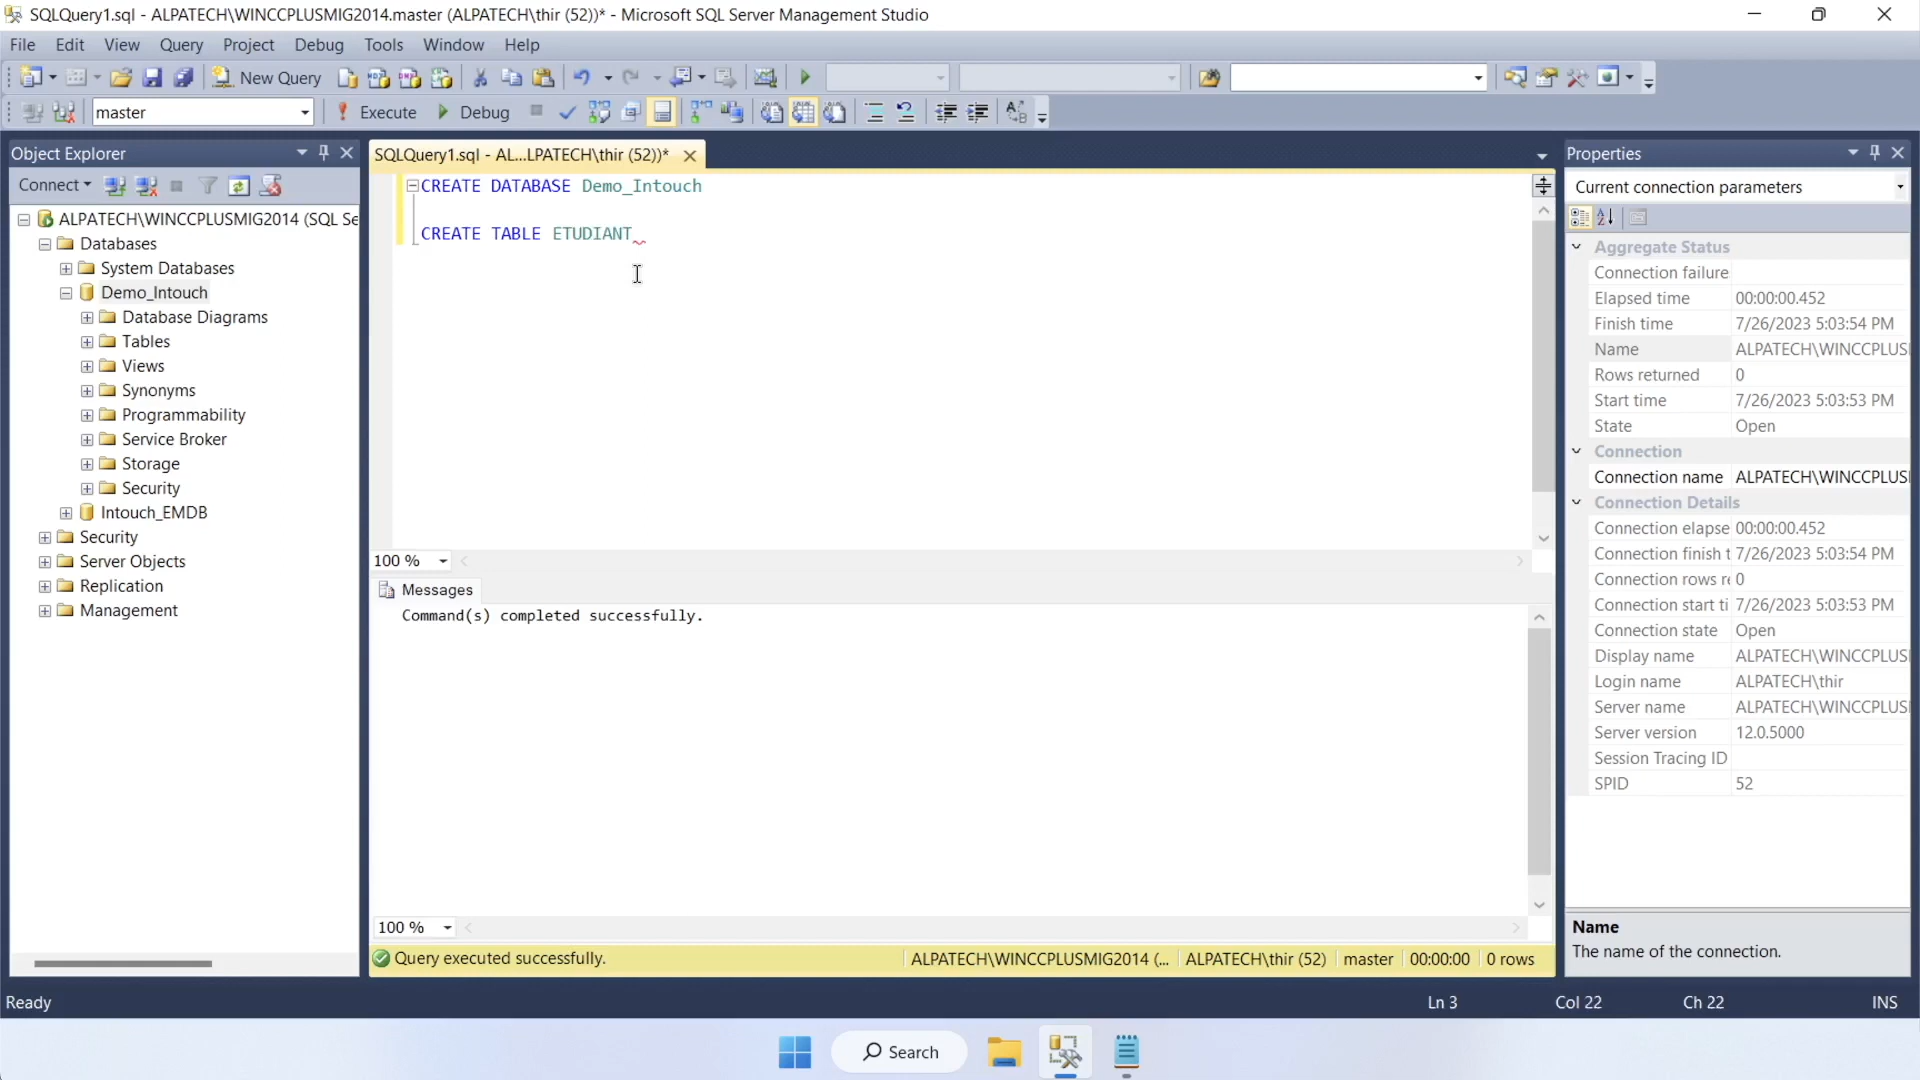 SQLQuery1.sql - ALPATECH\WINCCPLUSMIG2014.master (ALPATECH\thir (52))* - Microsoft SQL Server Management Studio
File Edit View Query Project Debug Tools Window Help
New Query
master Execute Debug
Object Explorer
Connect
ALPATECH\WINCCPLUSMIG2014 (SQL Se
Databases
System Databases
Demo_Intouch
Database Diagrams
Tables
Views
Synonyms
Programmability
Service Broker
Storage
Security
Intouch_EMDB
Security
Server Objects
Replication
Management
SQLQuery1.sql - AL...LPATECH\thir (52))*
CREATE DATABASE Demo_Intouch
CREATE TABLE ETUDIANT
100 %
Messages
Command(s) completed successfully.
100 %
Query executed successfully. ALPATECH\WINCCPLUSMIG2014 (... ALPATECH\thir (52) master 00:00:00 0 rows
Properties
Current connection parameters
Aggregate Status
Connection failure
Elapsed time 00:00:00.452
Finish time 7/26/2023 5:03:54 PM
Name ALPATECH\WINCCPLUSI
Rows returned 0
Start time 7/26/2023 5:03:53 PM
State Open
Connection
Connection name ALPATECH\WINCCPLUSI
Connection Details
Connection elapse 00:00:00.452
Connection finish t 7/26/2023 5:03:54 PM
Connection rows re 0
Connection start ti 7/26/2023 5:03:53 PM
Connection state Open
Display name ALPATECH\WINCCPLUSI
Login name ALPATECH\thir
Server name ALPATECH\WINCCPLUSI
Server version 12.0.5000
Session Tracing ID
SPID 52
Name
The name of the connection.
Ready Ln 3 Col 22 Ch 22 INS
Search